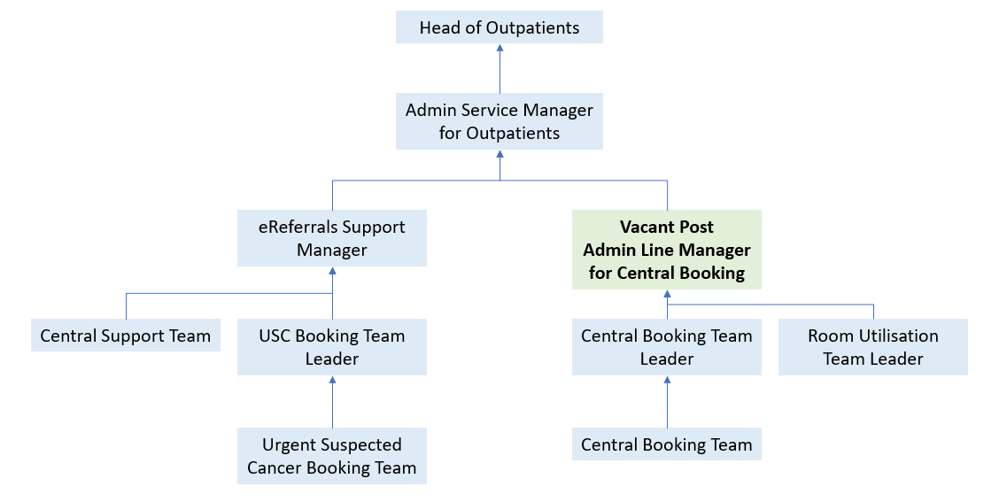 Head of Outpatients
Admin Service Manager
for Outpatients
eReferrals Support
Manager
Vacant Post
Admin Line Manager
for Central Booking
Central Support Team
USC Booking Team
Leader
Central Booking Team
Leader
Room Utilisation
Team Leader
Urgent Suspected
Cancer Booking Team
Central Booking Team